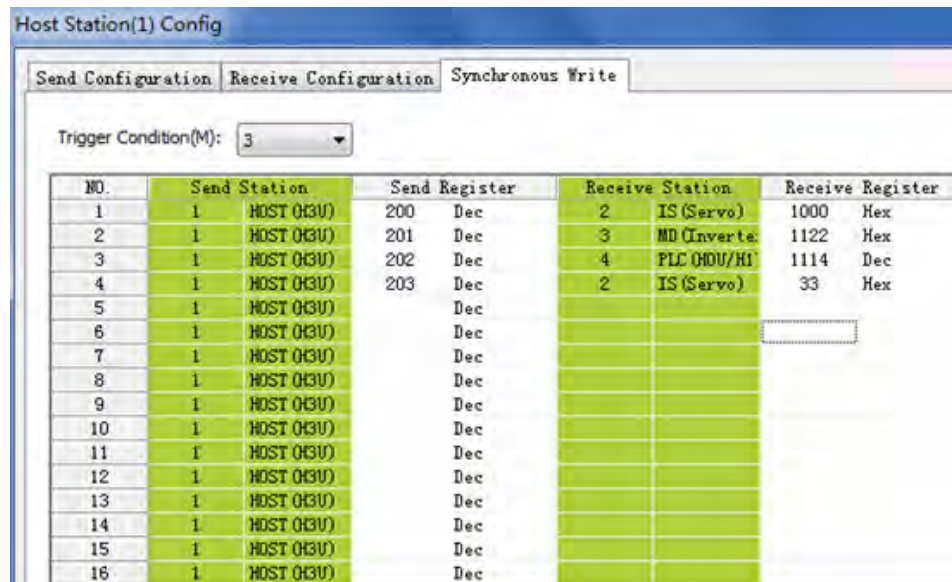 Host Station(1) Config
Send Configuration Receive Configuration Synchronous Write
Trigger Condition(M): 3
NO. Send Station Send Register Receive Station Receive Register
1 1 HOST(H3U) 200 Dec 2 IS(Servo) 1000 Hex
2 1 HOST(H3U) 201 Dec 3 MD(Inverte: 1122 Hex
3 1 HOST(H3U) 202 Dec 4 PLC(H0U/H1 1114 Dec
4 1 HOST(H3U) 203 Dec 2 IS(Servo) 33 Hex
5 1 HOST(H3U) Dec
6 1 HOST(H3U) Dec
7 1 HOST(H3U) Dec
8 1 HOST(H3U) Dec
9 1 HOST(H3U) Dec
10 1 HOST(H3U) Dec
11 1 HOST(H3U) Dec
12 1 HOST(H3U) Dec
13 1 HOST(H3U) Dec
14 1 HOST(H3U) Dec
15 1 HOST(H3U) Dec
16 1 HOST(H3U) Dec